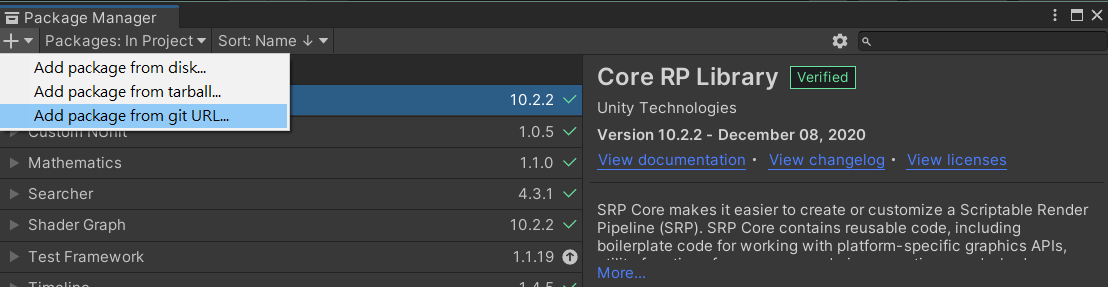 Package Manager
+ Packages: In Project Sort: Name ↓
Add package from disk...
Add package from tarball...
Add package from git URL...
10.2.2
Custom NUnit 1.0.5
Mathematics 1.1.0
Searcher 4.3.1
Shader Graph 10.2.2
Test Framework 1.1.19
Timeline 1.4.5
Core RP Library Verified
Unity Technologies
Version 10.2.2 - December 08, 2020
View documentation • View changelog • View licenses
SRP Core makes it easier to create or customize a Scriptable Render
Pipeline (SRP). SRP Core contains reusable code, including
boilerplate code for working with platform-specific graphics APIs,
More...